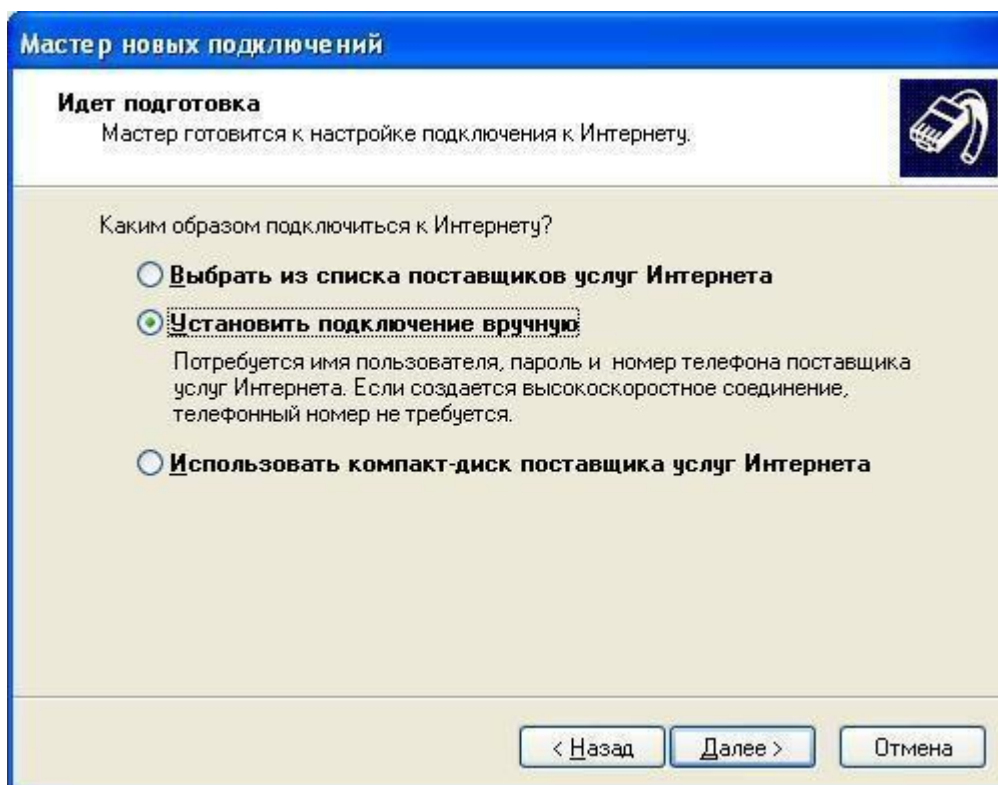 Мастер новых подключений
Идет подготовка
Мастер готовится к настройке подключения к Интернету.
Каким образом подключиться к Интернету?
Выбрать из списка поставщиков услуг Интернета
Установить подключение вручную
Потребуется имя пользователя, пароль и номер телефона поставщика
услуг Интернета. Если создается высокоскоростное соединение,
телефонный номер не требуется.
Использовать компакт-диск поставщика услуг Интернета
< Назад
Далее >
Отмена